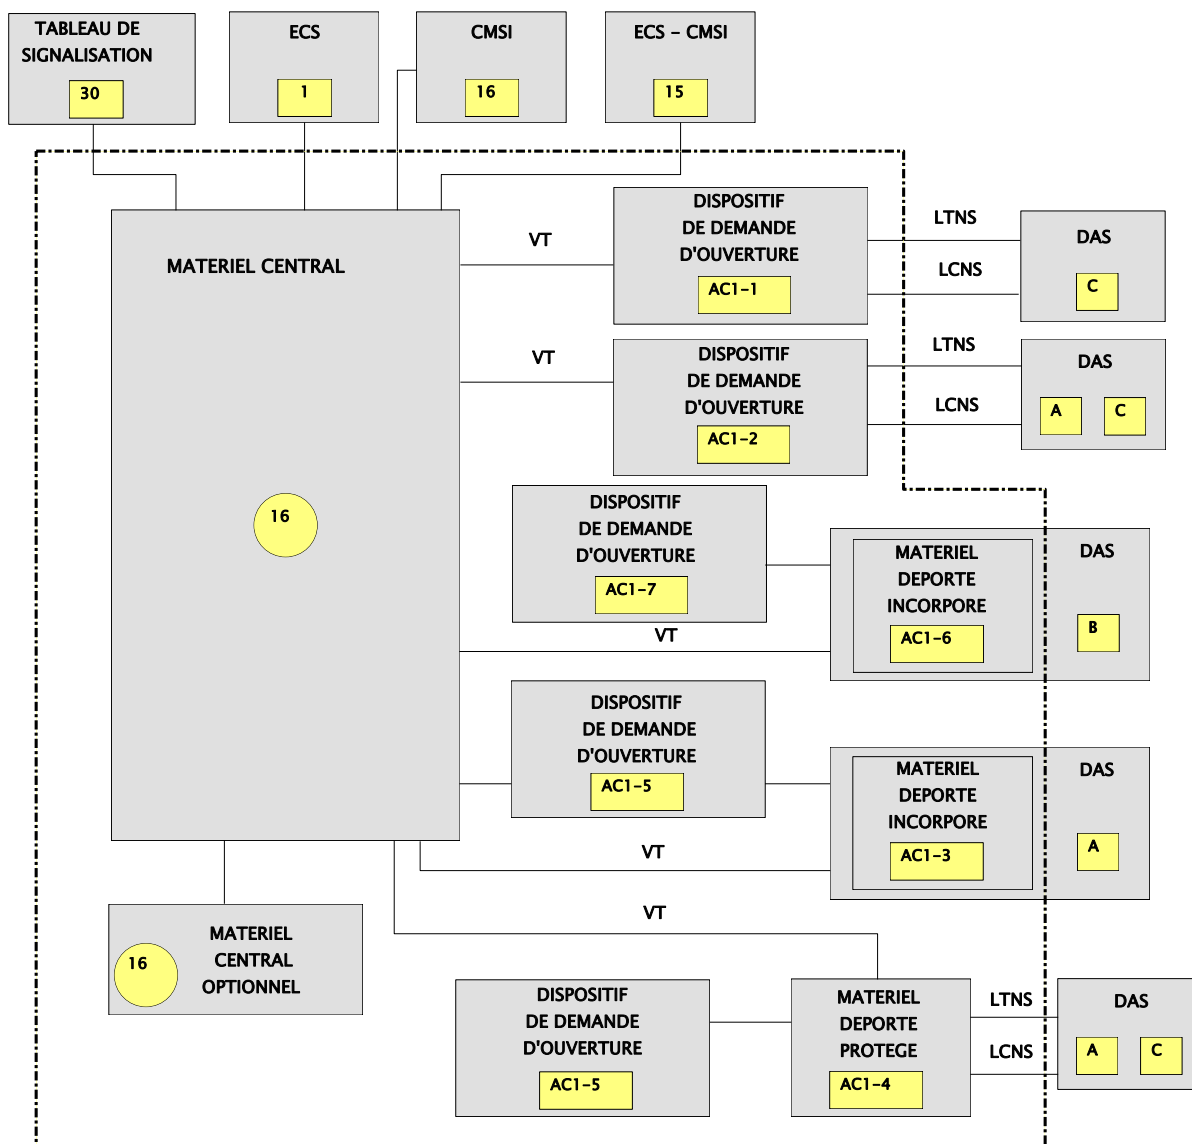 TABLEAU DE
SIGNALISATION
30
ECS
1
CMSI
16
ECS – CMSI
15
MATERIEL CENTRAL
16
VT
DISPOSITIF
DE DEMANDE
D'OUVERTURE
AC1–1
LTNS
LCNS
DAS
C
VT
DISPOSITIF
DE DEMANDE
D'OUVERTURE
AC1–2
LTNS
LCNS
DAS
A C
DISPOSITIF
DE DEMANDE
D'OUVERTURE
AC1–7
VT
MATERIEL
DEPORTE
INCORPORE
AC1–6
DAS
B
DISPOSITIF
DE DEMANDE
D'OUVERTURE
AC1–5
VT
MATERIEL
DEPORTE
INCORPORE
AC1–3
DAS
A
VT
MATERIEL
CENTRAL
OPTIONNEL
16
DISPOSITIF
DE DEMANDE
D'OUVERTURE
AC1–5
MATERIEL
DEPORTE
PROTEGE
AC1–4
LTNS
LCNS
DAS
A C